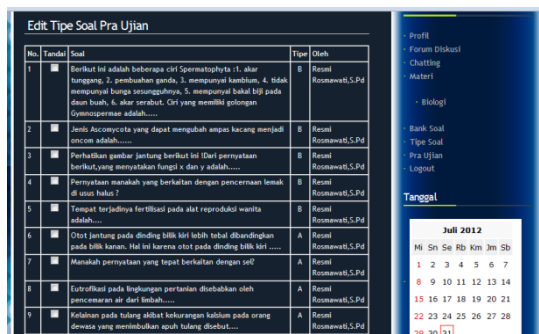 Edit Tipe Soal Pra Ujian
No. Tandai Soal Tipe Oleh
1 Berikut ini adalah beberapa ciri Spermatophyta :1. akar B Resmi
tunggang, 2. pembuahan ganda, 3. mempunyai kambium, 4. tidak Rosmawati,S.Pd
mempunyai bunga sesungguhnya, 5. mempunyai bakal biji pada
daun buah, 6. akar serabut. Ciri yang memiliki golongan
Gymnospermae adalah.....
2 Jenis Ascomycota yang dapat mengubah ampas kacang menjadi B Resmi
oncom adalah...... Rosmawati,S.Pd
3 Perhatikan gambar jantung berikut ini !Dari pernyataan B Resmi
berikut,yang menyatakan fungsi x dan y adalah...... Rosmawati,S.Pd
4 Pernyataan manakah yang berkaitan dengan pencernaan lemak B Resmi
di usus halus ? Rosmawati,S.Pd
5 Tempat terjadinya fertilisasi pada alat reproduksi wanita B Resmi
adalah.... Rosmawati,S.Pd
6 Otot jantung pada dinding bilik kiri lebih tebal dibandingkan A Resmi
pada bilik kanan. Hal ini karena otot pada dinding bilik kiri ..... Rosmawati,S.Pd
7 Manakah pernyataan yang tepat berkaitan dengan sel? A Resmi
Rosmawati,S.Pd
8 Eutrofikasi pada lingkungan pertanian disebabkan oleh A Resmi
pencemaran air dari limbah..... Rosmawati,S.Pd
9 Kelainan pada tulang akibat kekurangan kalsium pada orang A Resmi
dewasa yang menimbulkan apuh tulang disebut.... Rosmawati,S.Pd
Profil
Forum Diskusi
Chatting
Materi
Biologi
Bank Soal
Tipe Soal
Pra Ujian
Logout
Tanggal
Juli 2012
Mi Sn Se Rb Km Jm Sb
1 2 3 4 5 6 7
8 9 10 11 12 13 14
15 16 17 18 19 20 21
22 23 24 25 26 27 28
29 30 31